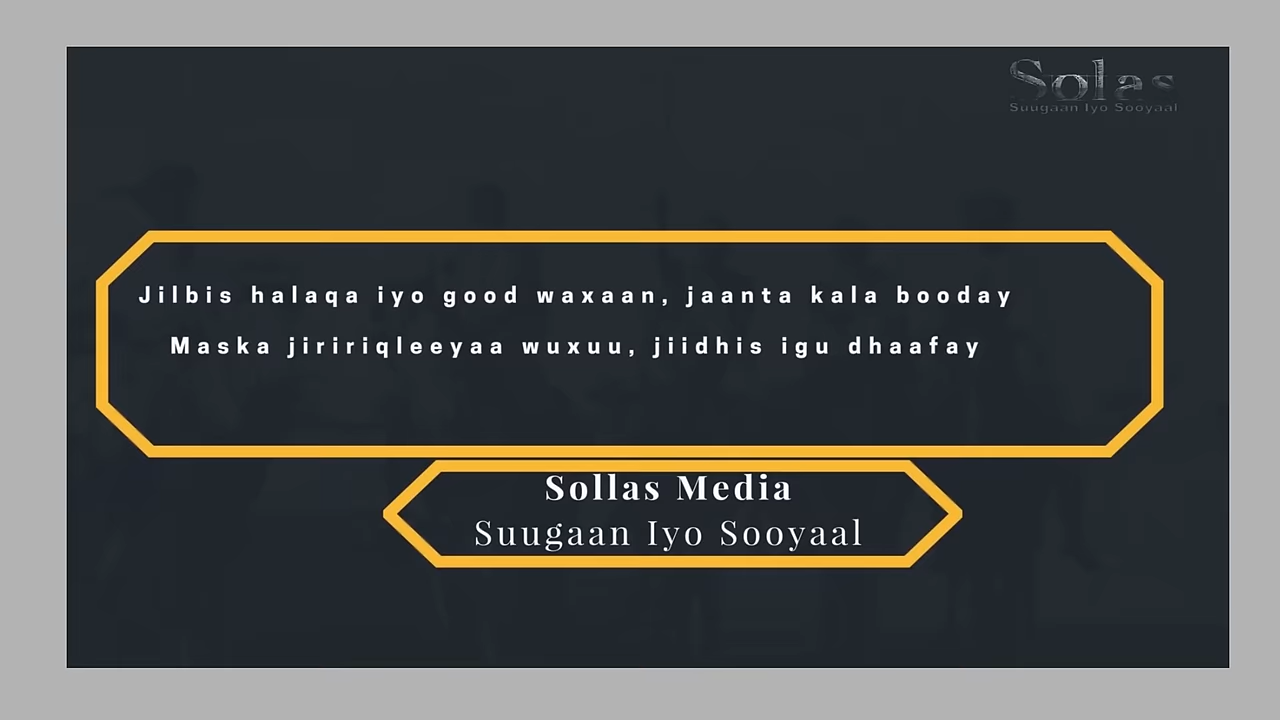 Solas
Suugaan Iyo Sooyaal
Jilbis halaqa iyo good waxaan, jaanta kala booday
Maska jiririqleeyaa wuxuu, jiidhis igu dhaafay
Sollas Media
Suugaan Iyo Sooyaal